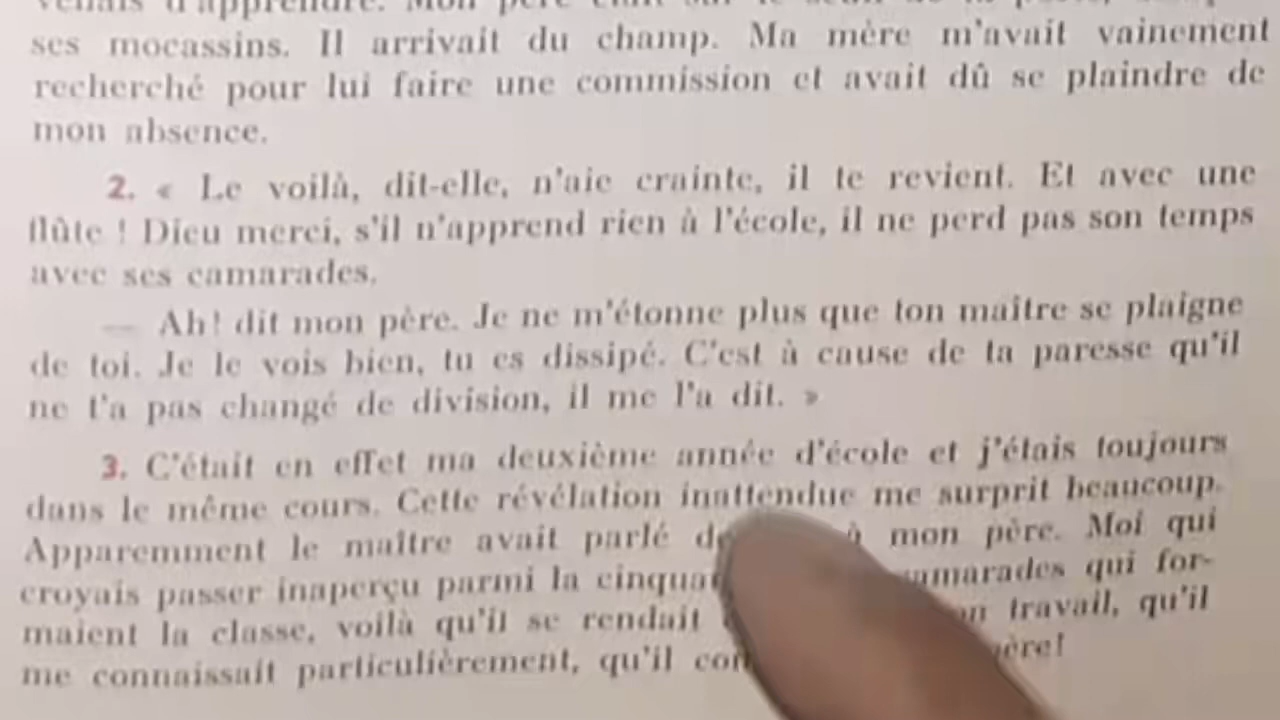 ses mocassins. Il arrivait du champ. Ma mère m'avait vainement
recherché pour lui faire une commission et avait dû se plaindre de
mon absence.
2. « Le voilà, dit-elle, n'aie crainte, il te revient. Et avec une
flûte ! Dieu merci, s'il n'apprend rien à l'école, il ne perd pas son temps
avec ses camarades.
— Ah! dit mon père. Je ne m'étonne plus que ton maître se plaigne
de toi. Je le vois bien, tu es dissipé. C'est à cause de ta paresse qu'il
ne t'a pas changé de division, il me l'a dit. »
3. C'était en effet ma deuxième année d'école et j'étais toujours
dans le même cours. Cette révélation inattendue me surprit beaucoup.
Apparemment le maître avait parlé à mon père. Moi qui
croyais passer inaperçu parmi la camarades qui for-
maient la classe, voilà qu'il se rendait travail, qu'il
me connaissait particulièrement, qu'il